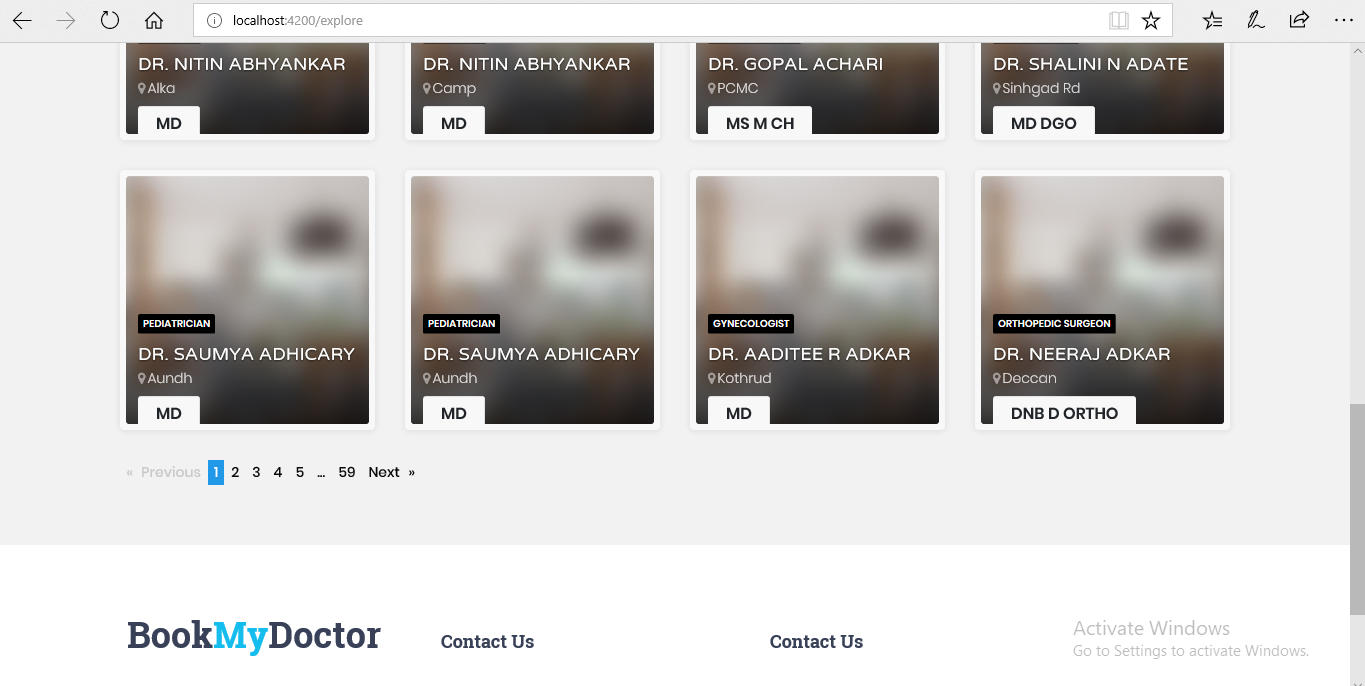 localhost:4200/explore
DR. NITIN ABHYANKAR
Alka
MD
DR. NITIN ABHYANKAR
Camp
MD
DR. GOPAL ACHARI
PCMC
MS M CH
DR. SHALINI N ADATE
Sinhgad Rd
MD DGO
PEDIATRICIAN
DR. SAUMYA ADHICARY
Aundh
MD
PEDIATRICIAN
DR. SAUMYA ADHICARY
Aundh
MD
GYNECOLOGIST
DR. AADITEE R ADKAR
Kothrud
MD
ORTHOPEDIC SURGEON
DR. NEERAJ ADKAR
Deccan
DNB D ORTHO
« Previous 1 2 3 4 5 ... 59 Next »
BookMyDoctor
Contact Us
Contact Us
Activate Windows
Go to Settings to activate Windows.